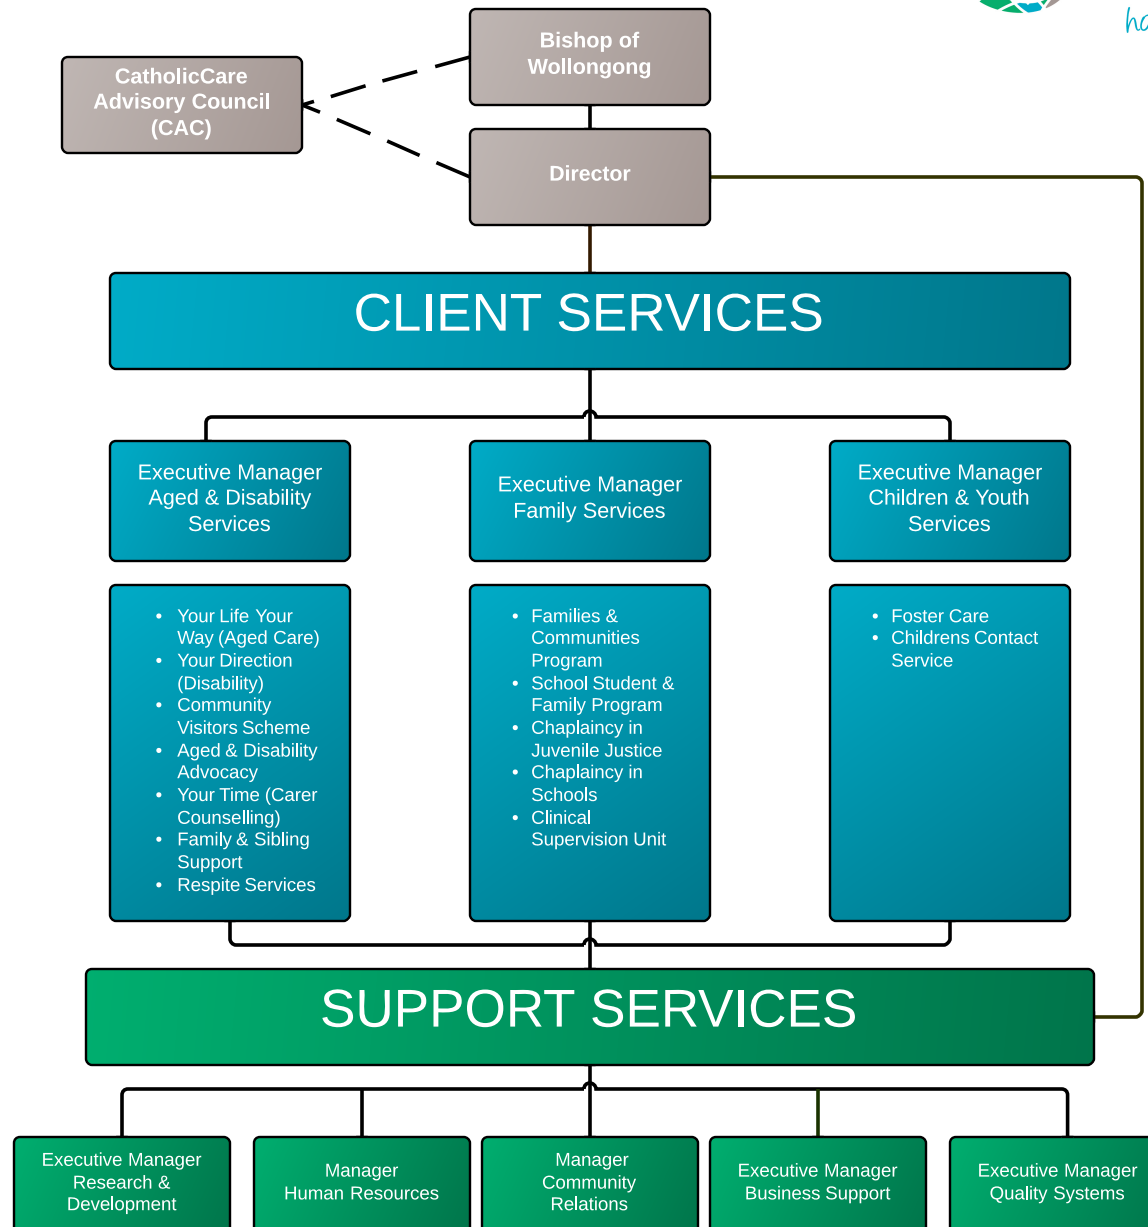 Bishop of
Wollongong
CatholicCare
Advisory Council
(CAC)
Director
CLIENT SERVICES
Executive Manager
Aged & Disability
Services
Executive Manager
Family Services
Executive Manager
Children & Youth
Services
• Your Life Your
Way (Aged Care)
• Your Direction
(Disability)
• Community
Visitors Scheme
• Aged & Disability
Advocacy
• Your Time (Carer
Counselling)
• Family & Sibling
Support
• Respite Services
• Families &
Communities
Program
• School Student &
Family Program
• Chaplaincy in
Juvenile Justice
• Chaplaincy in
Schools
• Clinical
Supervision Unit
• Foster Care
• Childrens Contact
Service
SUPPORT SERVICES
Executive Manager
Research &
Development
Manager
Human Resources
Manager
Community
Relations
Executive Manager
Business Support
Executive Manager
Quality Systems